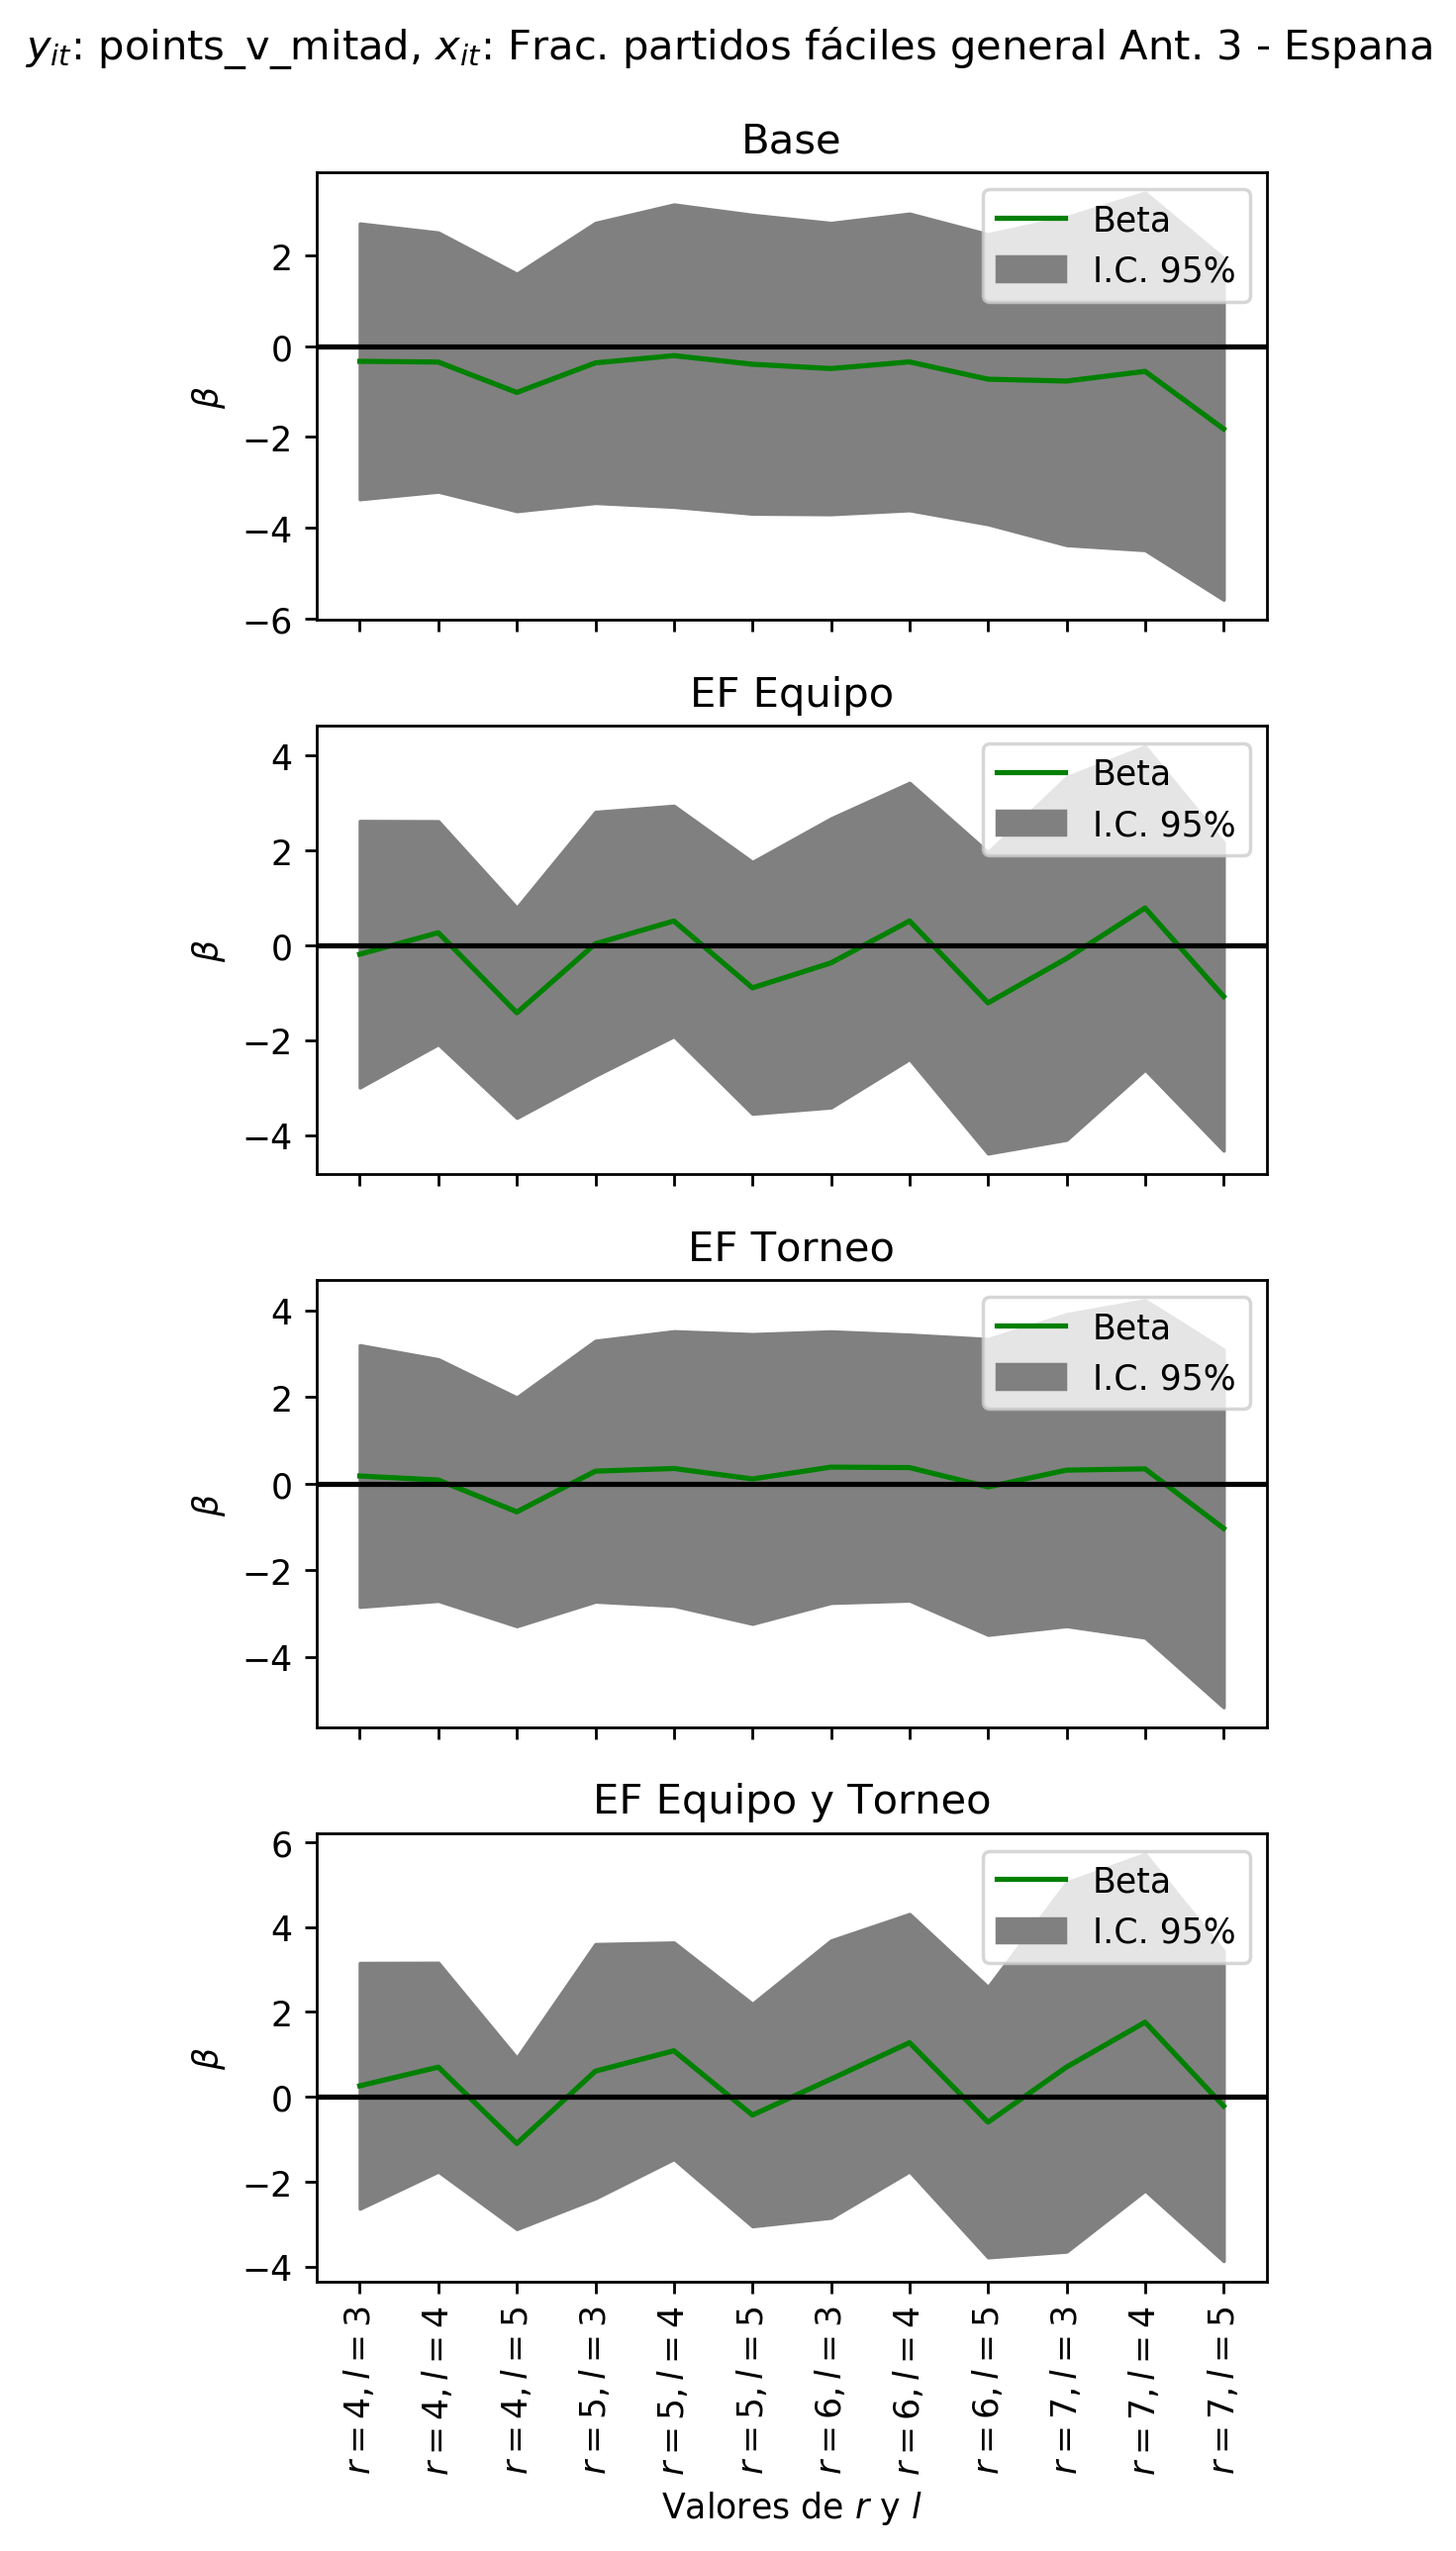 y_it: points_v_mitad, x_it: Frac. partidos fáciles general Ant. 3 - Espana
Base
Beta
I.C. 95%
2
0
−2
−4
−6
β
EF Equipo
Beta
I.C. 95%
4
2
0
−2
−4
β
EF Torneo
Beta
I.C. 95%
4
2
0
−2
−4
β
EF Equipo y Torneo
Beta
I.C. 95%
6
4
2
0
−2
−4
β
r = 4, l = 3
r = 4, l = 4
r = 4, l = 5
r = 5, l = 3
r = 5, l = 4
r = 5, l = 5
r = 6, l = 3
r = 6, l = 4
r = 6, l = 5
r = 7, l = 3
r = 7, l = 4
r = 7, l = 5
Valores de r y l